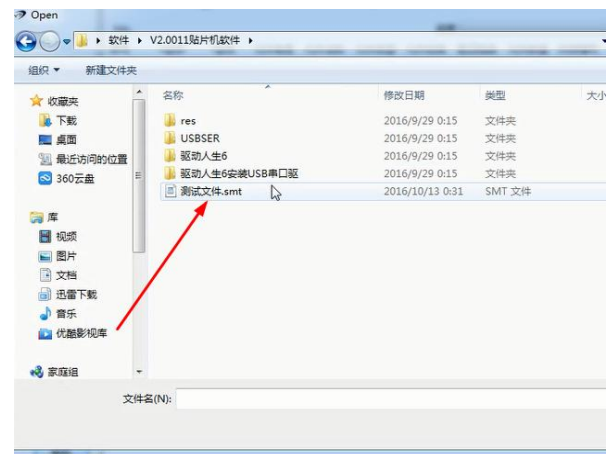 Open
软件 V2.0011贴片机软件
组织 新建文件夹
名称 修改日期 类型 大小
收藏夹
下载
桌面
最近访问的位置
360云盘
库
视频
图片
文档
迅雷下载
音乐
优酷影视库
家庭组
res 2016/9/29 0:15 文件夹
USBSER 2016/9/29 0:15 文件夹
驱动人生6 2016/9/29 0:15 文件夹
驱动人生6安装USB串口驱 2016/9/29 0:15 文件夹
测试文件.smt 2016/10/13 0:31 SMT 文件
文件名(N):